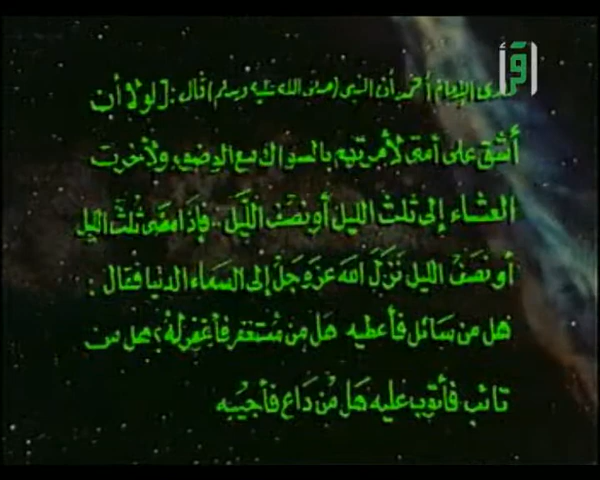 اقرأ
روى الإمام أحمد أن النبي (صلى الله عليه وسلم) قال : [ لولا أن
أشق على أمتي لأمرتهم بالسواك مع الوضوء ولأخرت
العشاء إلى ثلث الليل أو نصف الليل .. فإذا مضى ثلث الليل
أو نصف الليل نزل الله عز وجل إلى السماء الدنيا فقال :
هل من سائل فأعطيه هل من مستغفر فأغفر له ، هل من
تائب فأتوب عليه هل من داع فأجيبه